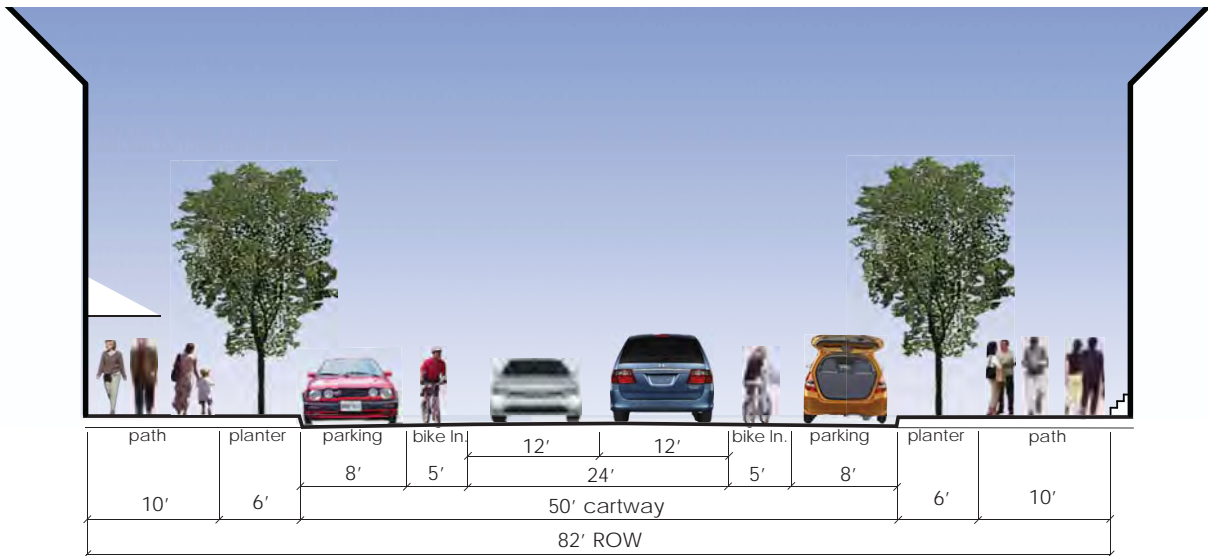 path planter parking bike ln. bike ln. parking planter path
12' 12'
8' 5' 24' 5' 8'
10' 6' 50' cartway 6' 10'
82' ROW